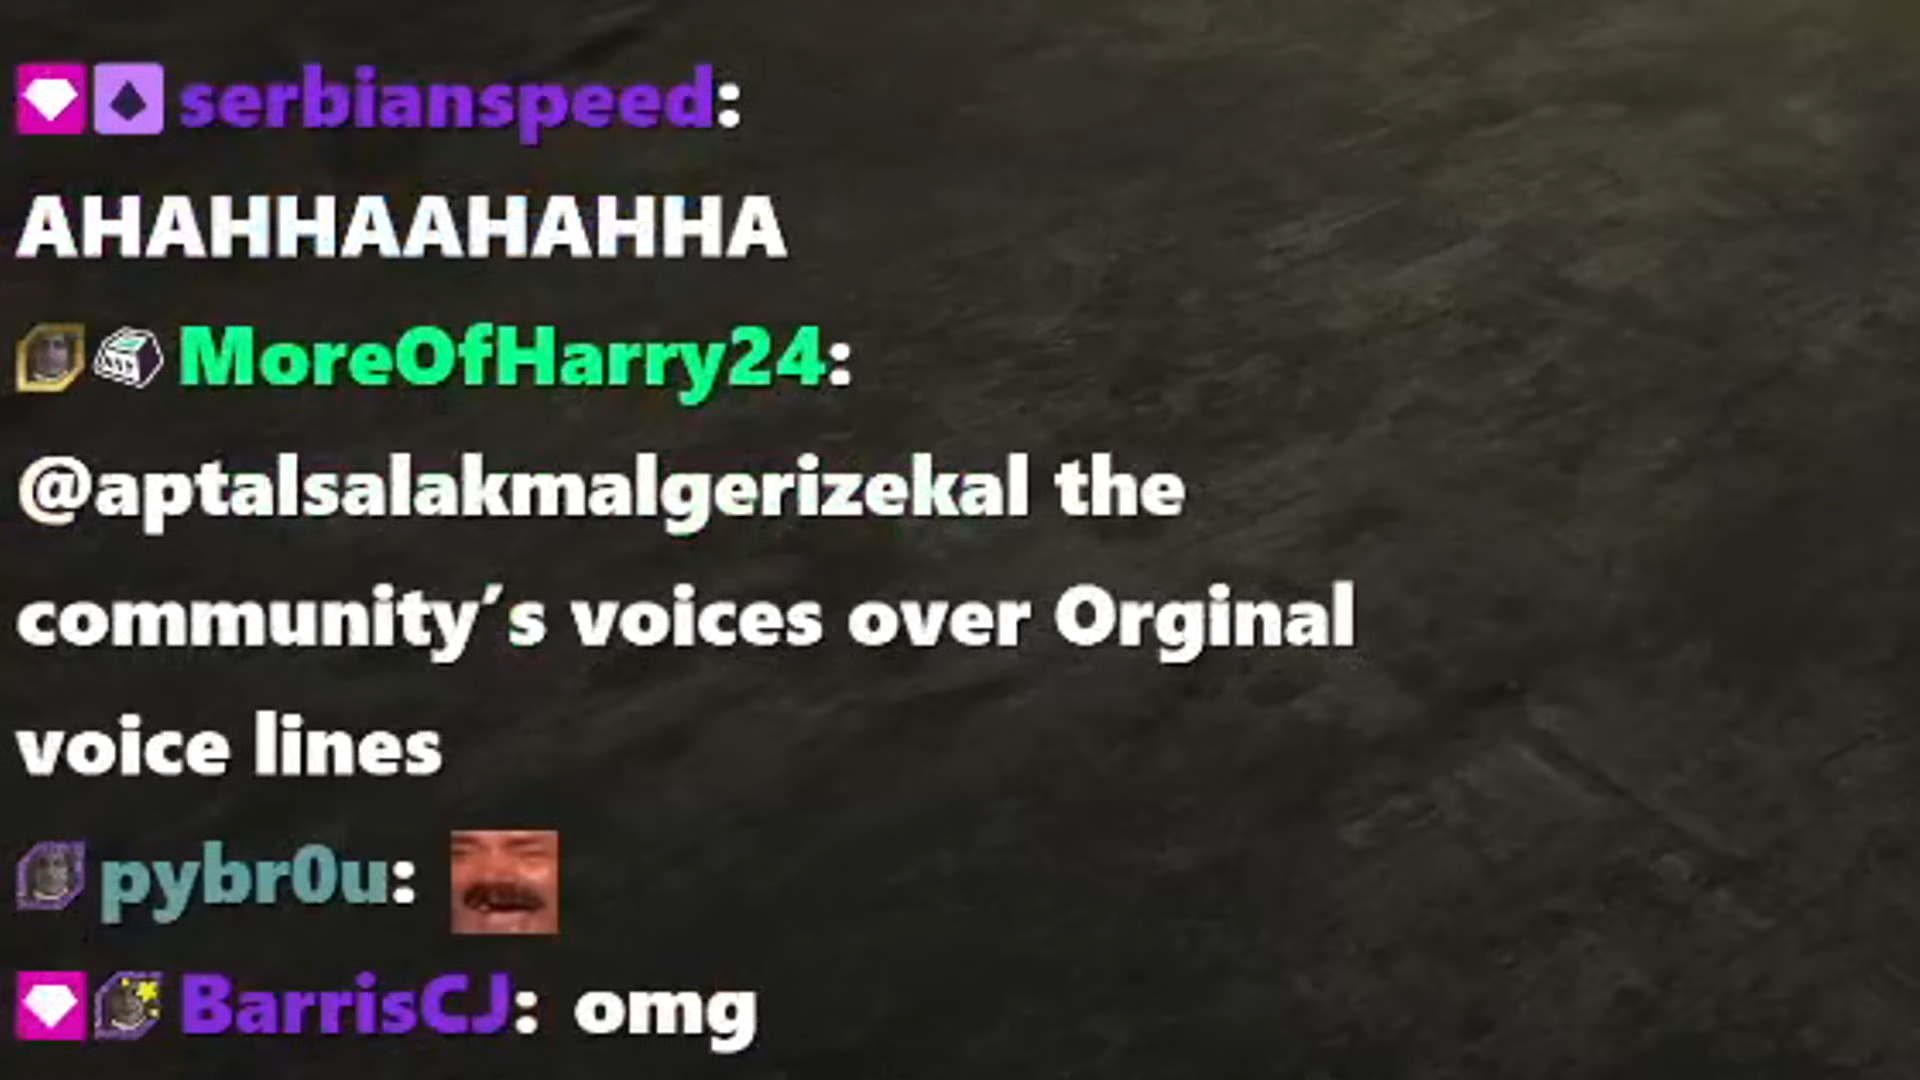 serbianspeed:
AHAHHAAHAHHA
MoreOfHarry24:
@aptalsalakmalgerizekal the
community’s voices over Orginal
voice lines
pybr0u:
BarrisCJ: omg